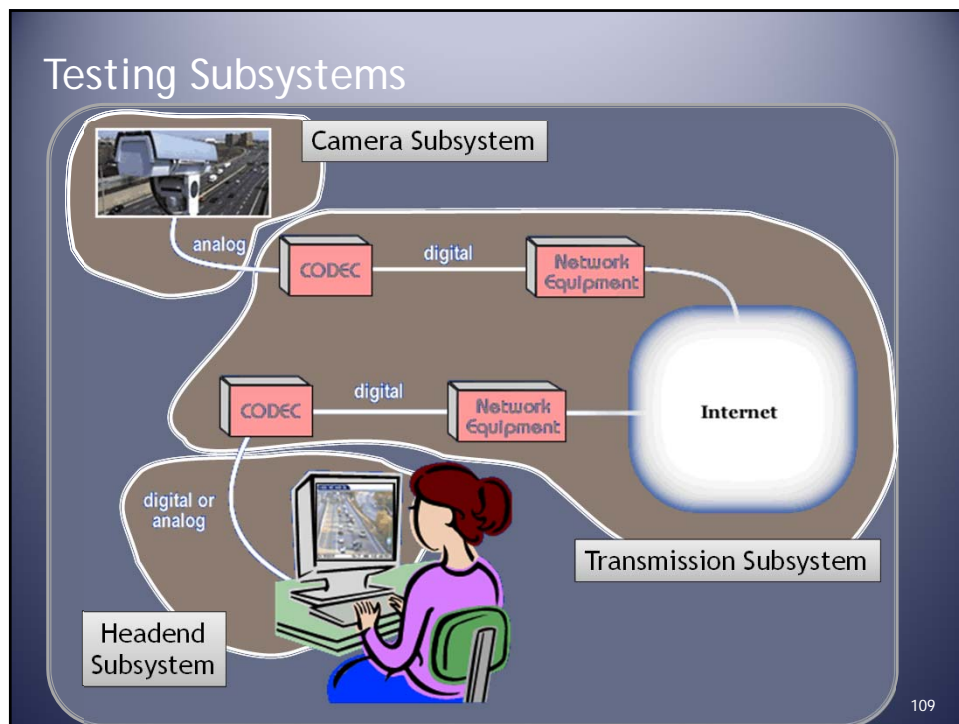 Testing Subsystems
Camera Subsystem
analog
CODEC
digital
Network
Equipment
Internet
CODEC
digital
Network
Equipment
digital or
analog
Transmission Subsystem
Headend
Subsystem
109